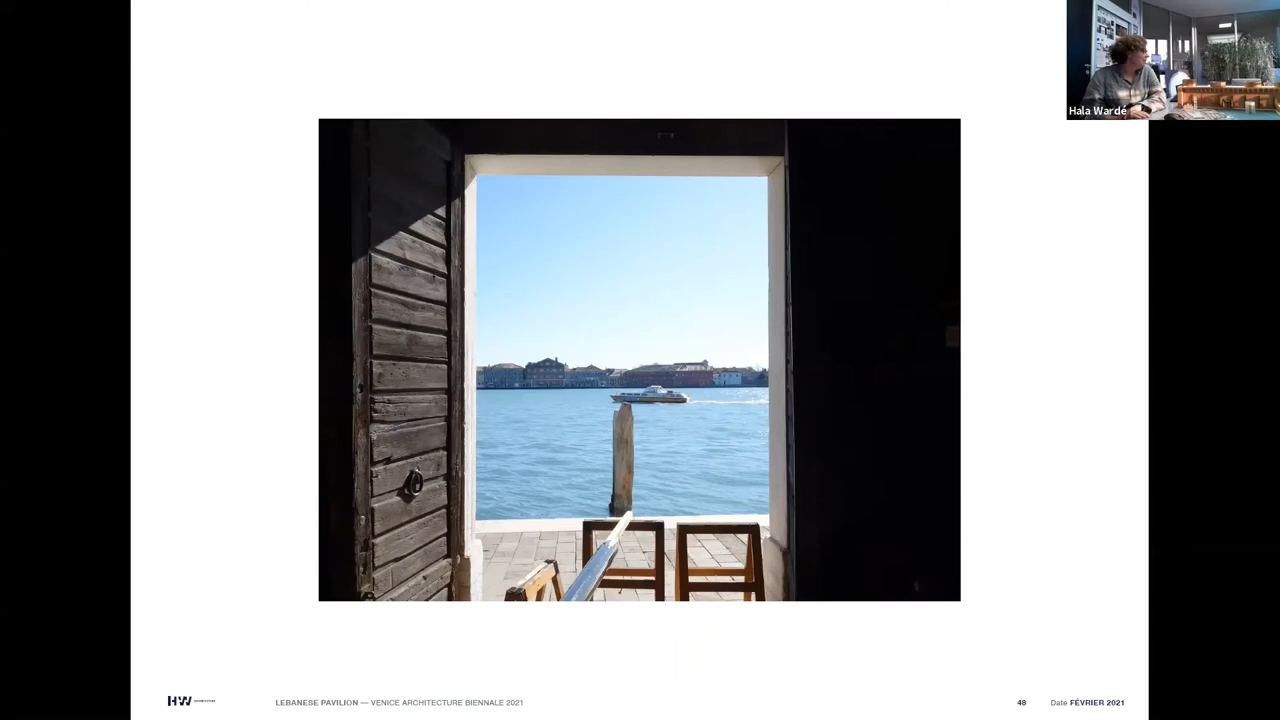 Hala Wardé
HW
LEBANESE PAVILION — VENICE ARCHITECTURE BIENNALE 2021
48
Date FÉVRIER 2021